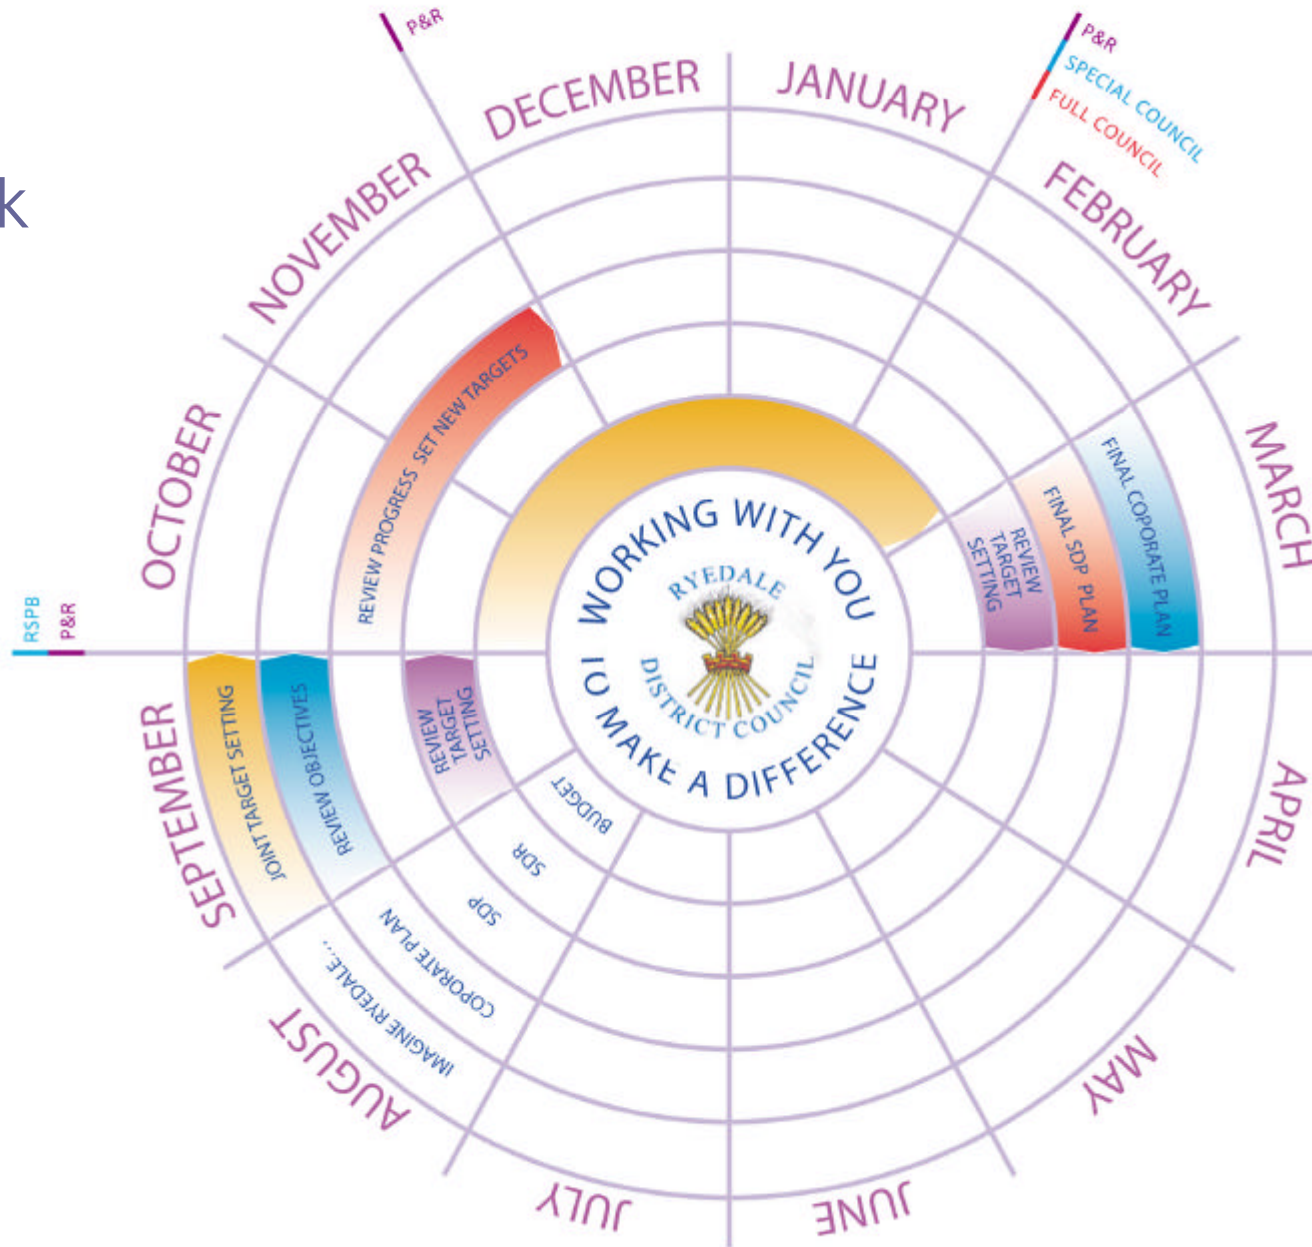 k
P&R
P&R
SPECIAL COUNCIL
FULL COUNCIL
DECEMBER
JANUARY
NOVEMBER
FEBRUARY
OCTOBER
MARCH
REVIEW PROGRESS SET NEW TARGETS
FINAL COPORATE PLAN
FINAL SDP PLAN
REVIEW
TARGET
SETTING
WORKING WITH YOU
RYEDALE
DISTRICT COUNCIL
TO MAKE A DIFFERENCE
RSPB
P&R
SEPTEMBER
JOINT TARGET SETTING
REVIEW OBJECTIVES
REVIEW
TARGET
SETTING
BUDGET
SDR
SDP
COPORATE PLAN
IMAGINE RYEDALE...
APRIL
AUGUST
MAY
JULY
JUNE